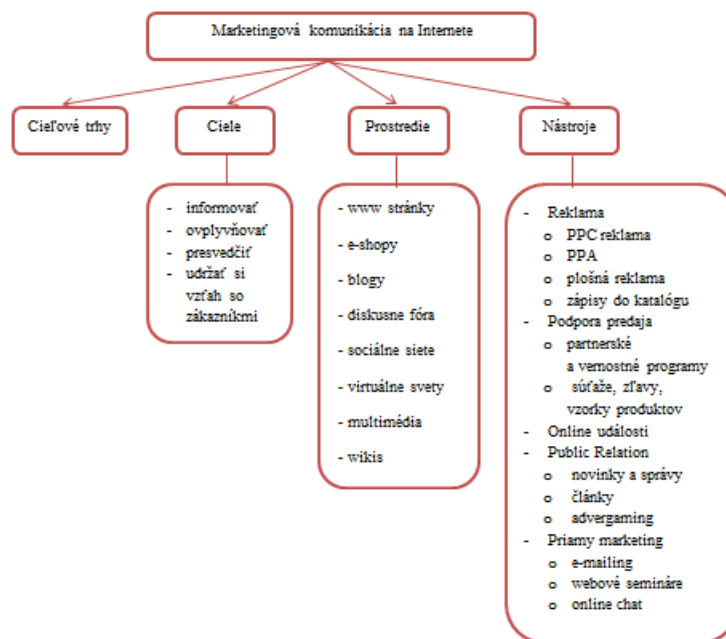 Marketingová komunikácia na Internete
Cieľové trhy
Ciele
Prostredie
Nástroje
- informovať
- ovplyvňovať
- presvedčiť
- udržať si
vzťah so
zákazníkmi
- www stránky
- e-shopy
- blogy
- diskusne fóra
- sociálne siete
- virtuálne svety
- multimédia
- wikis
- Reklama
o PPC reklama
o PPA
o plošná reklama
o zápisy do katalógu
- Podpora predaja
o partnerské
a vernostné programy
o súťaže, zľavy,
vzorky produktov
- Online události
- Public Relation
o novinky a správy
o články
o advergaming
- Priamy marketing
o e-mailing
o webové semináre
o online chat